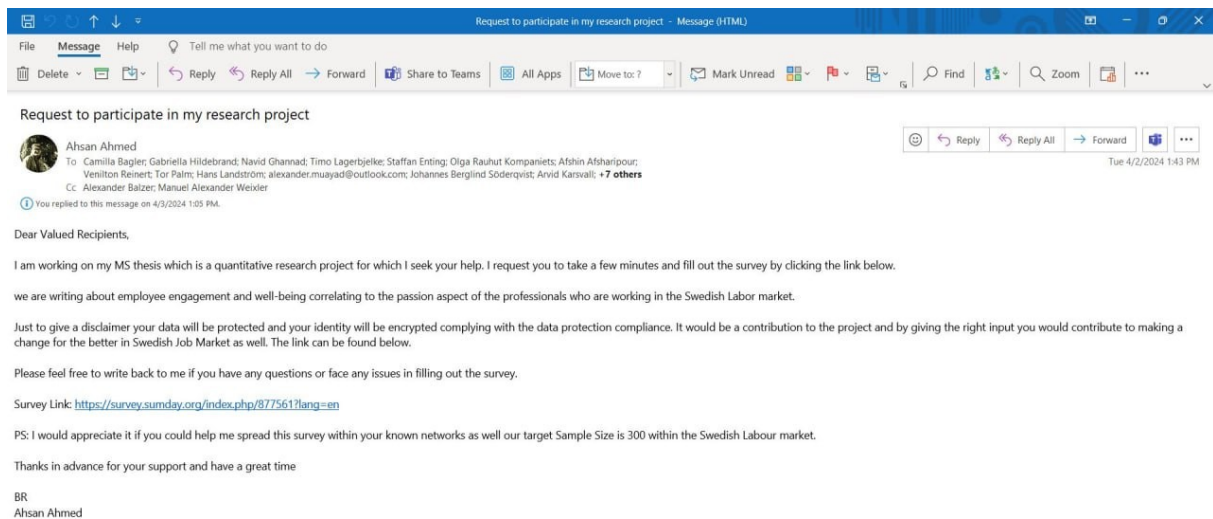 Request to participate in my research project - Message (HTML)
File Message Help Tell me what you want to do
Delete Reply Reply All Forward Share to Teams All Apps Move to: ? Mark Unread Find Zoom ...
Request to participate in my research project
Ahsan Ahmed
Reply Reply All Forward ...
To Camilla Bagler; Gabriella Hildebrand; Navid Ghannad; Timo Lagerbjelke; Staffan Enting; Olga Rauhut Kompaniets; Afshin Afsharipour;
Tue 4/2/2024 1:43 PM
Venilton Reinert; Tor Palm; Hans Landström; alexander.muayad@outlook.com; Johannes Berglind Söderqvist; Arvid Karsvall; +7 others
Cc Alexander Balzer; Manuel Alexander Weixler
You replied to this message on 4/3/2024 1:05 PM.
Dear Valued Recipients,
I am working on my MS thesis which is a quantitative research project for which I seek your help. I request you to take a few minutes and fill out the survey by clicking the link below.
we are writing about employee engagement and well-being correlating to the passion aspect of the professionals who are working in the Swedish Labor market.
Just to give a disclaimer your data will be protected and your identity will be encrypted complying with the data protection compliance. It would be a contribution to the project and by giving the right input you would contribute to making a
change for the better in Swedish Job Market as well. The link can be found below.
Please feel free to write back to me if you have any questions or face any issues in filling out the survey.
Survey Link: https://survey.sumday.org/index.php/877561?lang=en
PS: I would appreciate it if you could help me spread this survey within your known networks as well our target Sample Size is 300 within the Swedish Labour market.
Thanks in advance for your support and have a great time
BR
Ahsan Ahmed